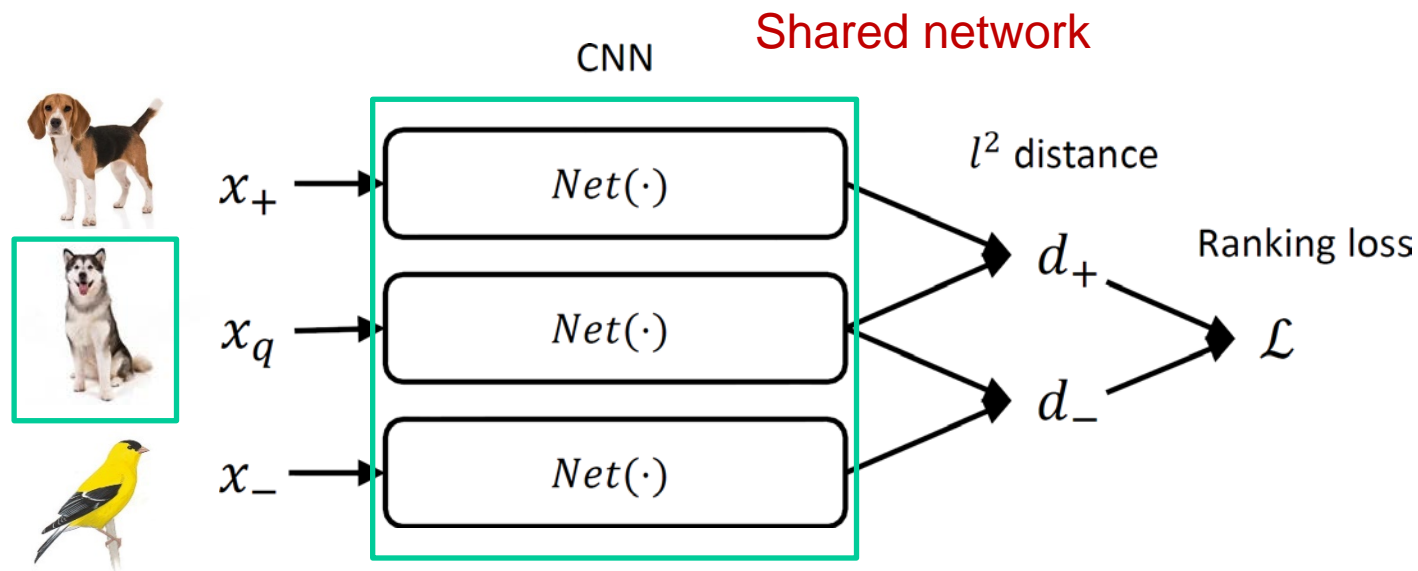 Shared network
CNN
x₊
Net(·)
l² distance
d₊
Ranking loss
x_q
Net(·)
ℒ
d₋
x₋
Net(·)